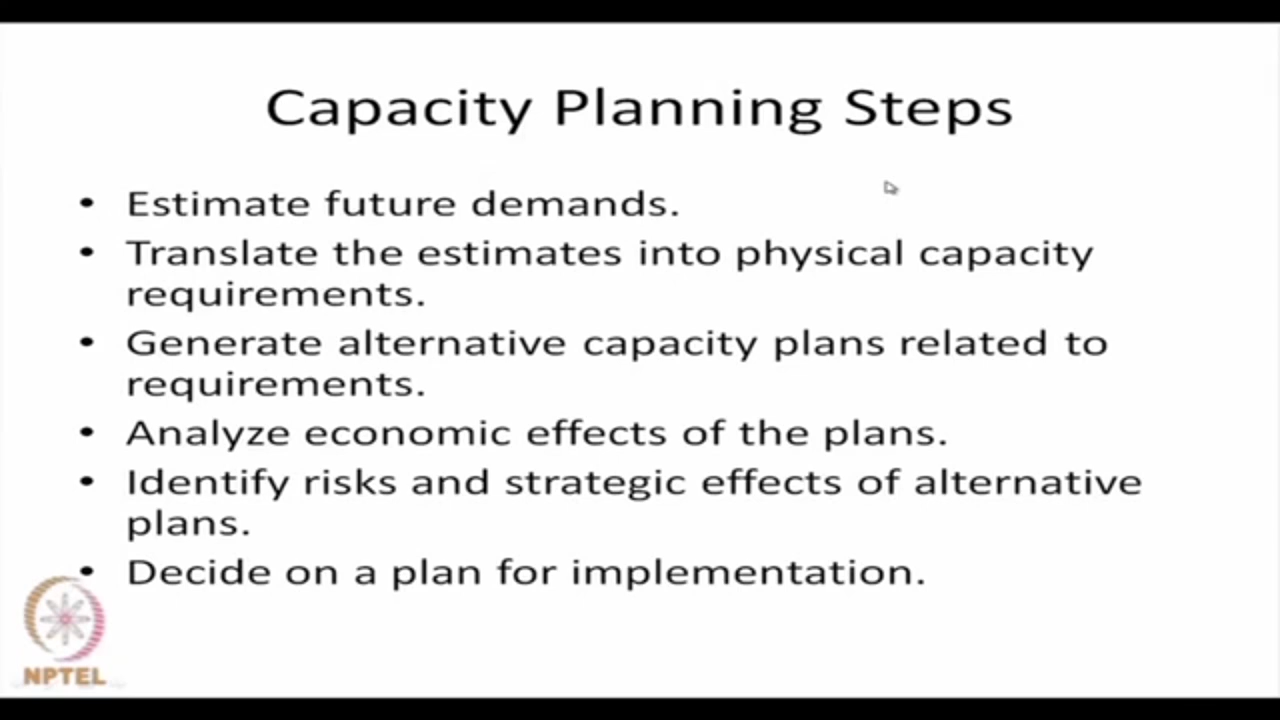 Capacity Planning Steps
• Estimate future demands.
• Translate the estimates into physical capacity
requirements.
• Generate alternative capacity plans related to
requirements.
• Analyze economic effects of the plans.
• Identify risks and strategic effects of alternative
plans.
• Decide on a plan for implementation.
NPTEL